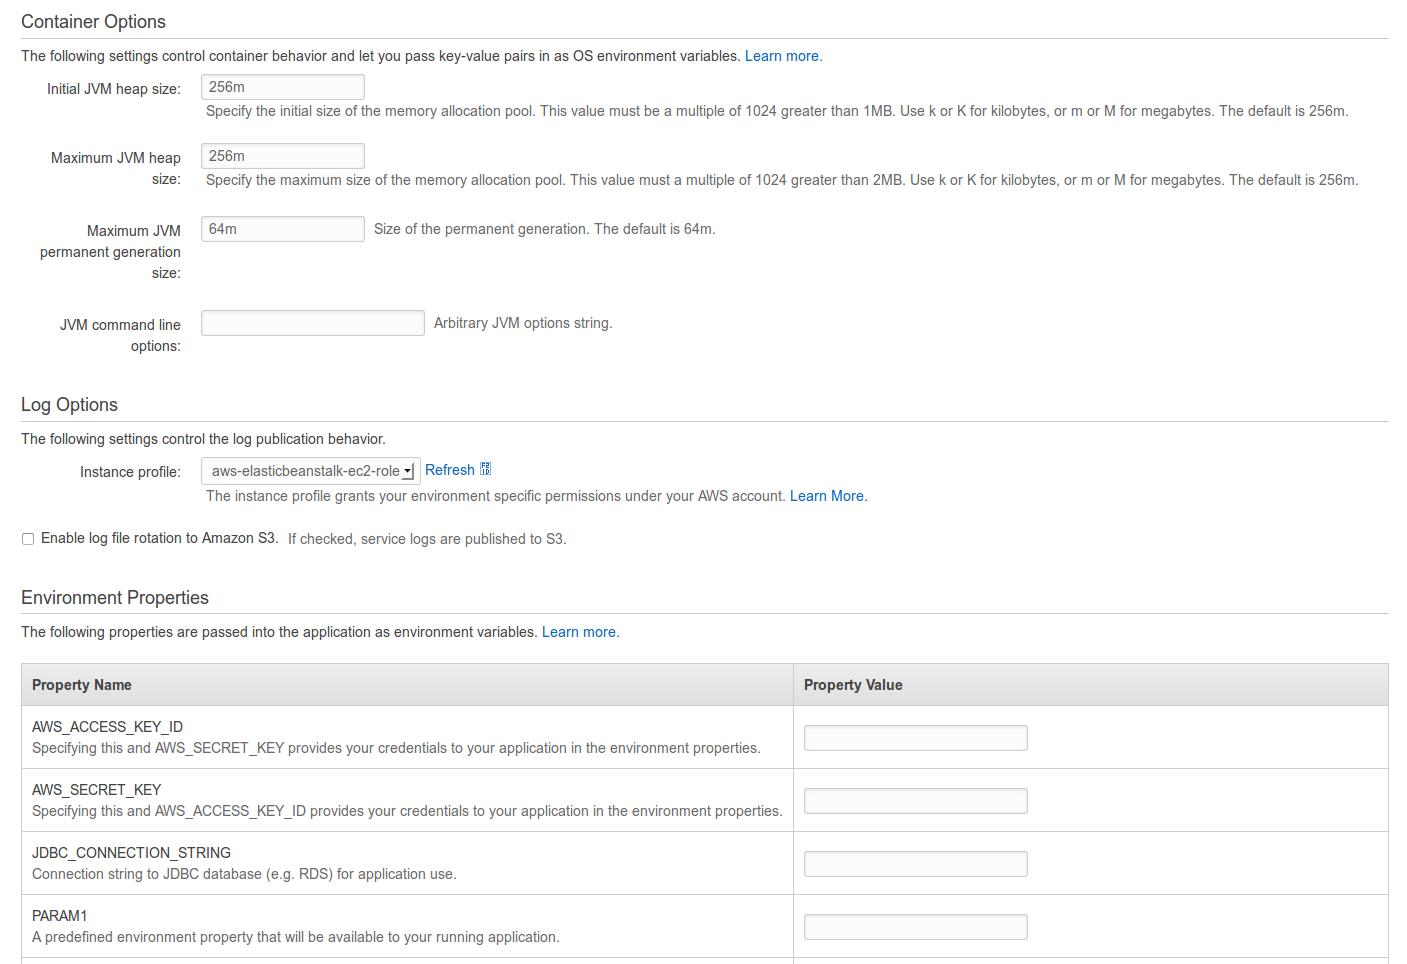 Container Options
The following settings control container behavior and let you pass key-value pairs in as OS environment variables. Learn more.
Initial JVM heap size:
256m
Specify the initial size of the memory allocation pool. This value must be a multiple of 1024 greater than 1MB. Use k or K for kilobytes, or m or M for megabytes. The default is 256m.
Maximum JVM heap
size:
256m
Specify the maximum size of the memory allocation pool. This value must a multiple of 1024 greater than 2MB. Use k or K for kilobytes, or m or M for megabytes. The default is 256m.
Maximum JVM
permanent generation
size:
64m Size of the permanent generation. The default is 64m.
JVM command line
options:
Arbitrary JVM options string.
Log Options
The following settings control the log publication behavior.
Instance profile: aws-elasticbeanstalk-ec2-role Refresh
The instance profile grants your environment specific permissions under your AWS account. Learn More.
Enable log file rotation to Amazon S3. If checked, service logs are published to S3.
Environment Properties
The following properties are passed into the application as environment variables. Learn more.
Property Name Property Value
AWS_ACCESS_KEY_ID
Specifying this and AWS_SECRET_KEY provides your credentials to your application in the environment properties.
AWS_SECRET_KEY
Specifying this and AWS_ACCESS_KEY_ID provides your credentials to your application in the environment properties.
JDBC_CONNECTION_STRING
Connection string to JDBC database (e.g. RDS) for application use.
PARAM1
A predefined environment property that will be available to your running application.